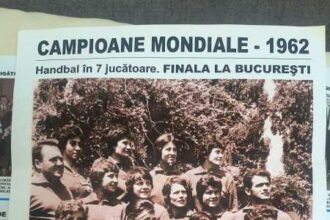 CAMPIOANE MONDIALE - 1962
Handbal în 7 jucătoare. FINALA LA BUCUREŞTI